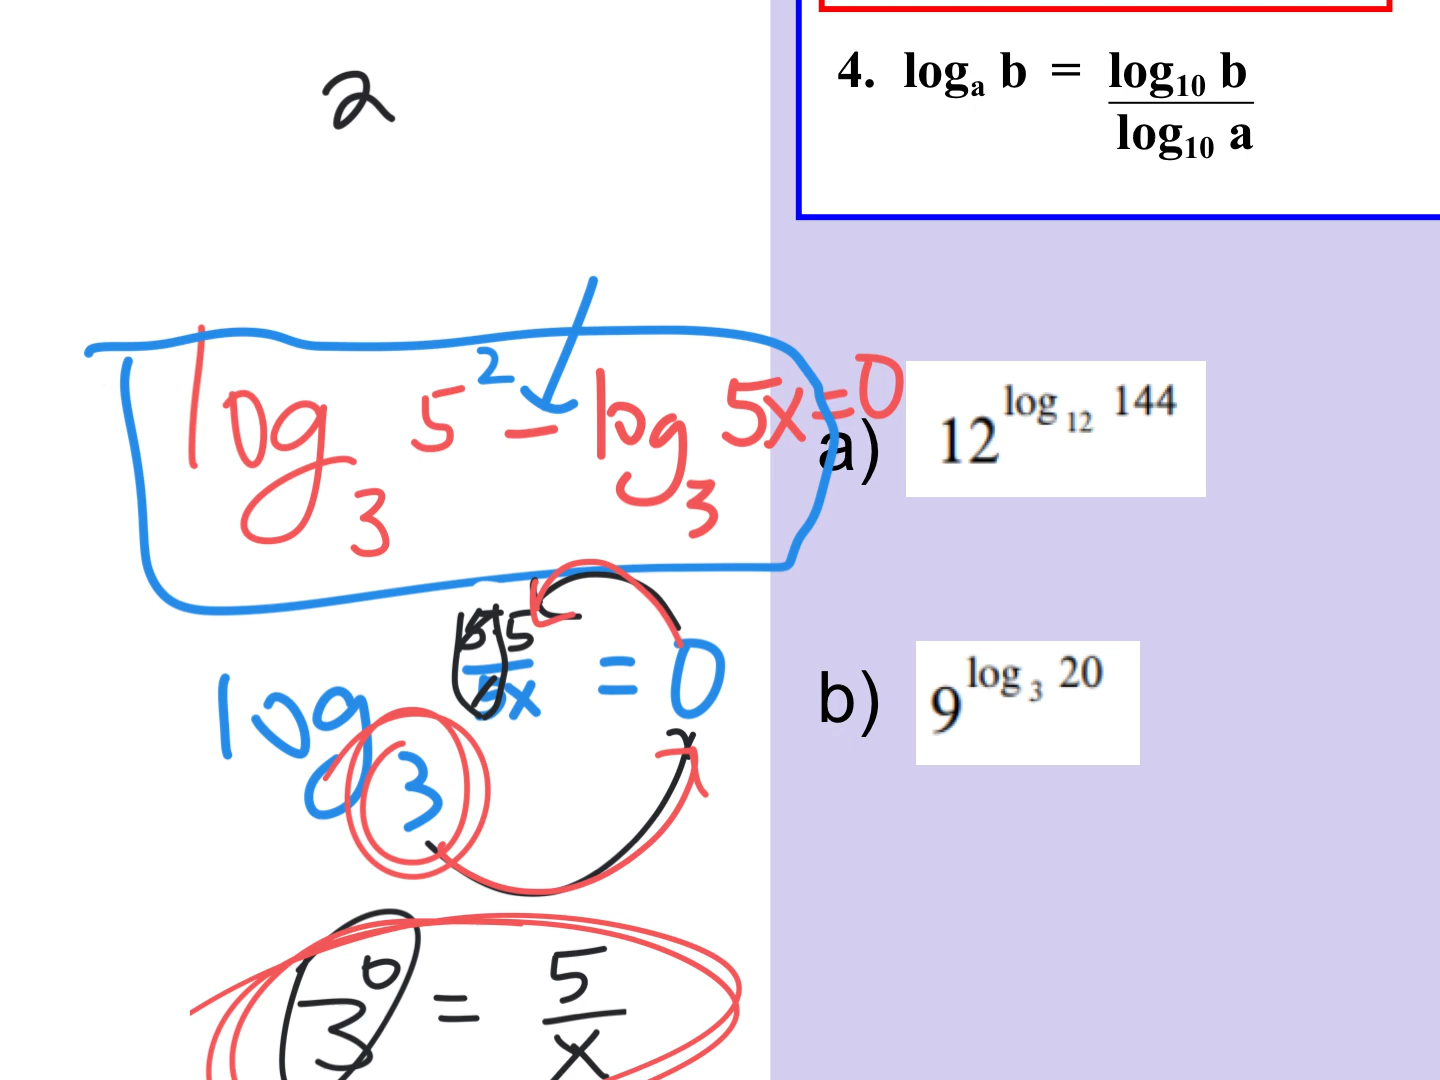 2
4. logₐ b = log₁₀ b / log₁₀ a
log₃ 5² - log₃ 5x = 0
a) 12^(log₁₂ 144)
5x = 0
log₃
b) 9^(log₃ 20)
3⁰ = 5/x